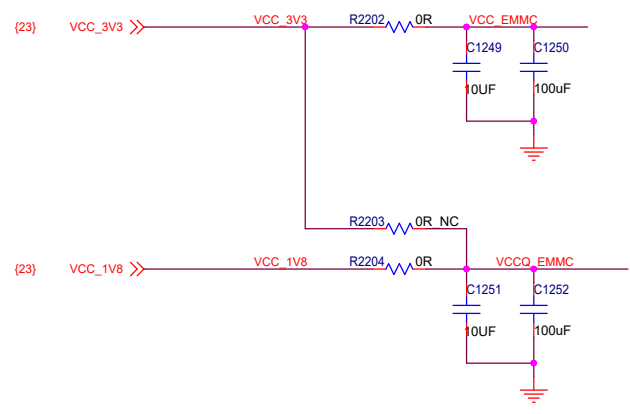 {23} VCC_3V3 VCC_3V3 R2202 0R VCC_EMMC
C1249 C1250
10UF 100uF
R2203 0R_NC
{23} VCC_1V8 VCC_1V8 R2204 0R VCCQ_EMMC
C1251 C1252
10UF 100uF